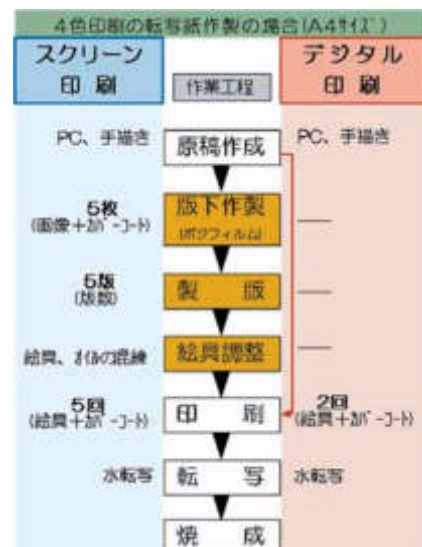 4色印刷の転写紙作製の場合(A4サイズ)
スクリーン
印刷
作業工程
デジタル
印刷
PC、手描き
原稿作成
PC、手描き
5枚
(画像+カバーコート)
版下作製
(ポジフィルム)
5版
(版数)
製版
絵具、オイルの混練
絵具調整
5回
(絵具+カバーコート)
印刷
2回
(絵具+カバーコート)
水転写
転写
水転写
焼成